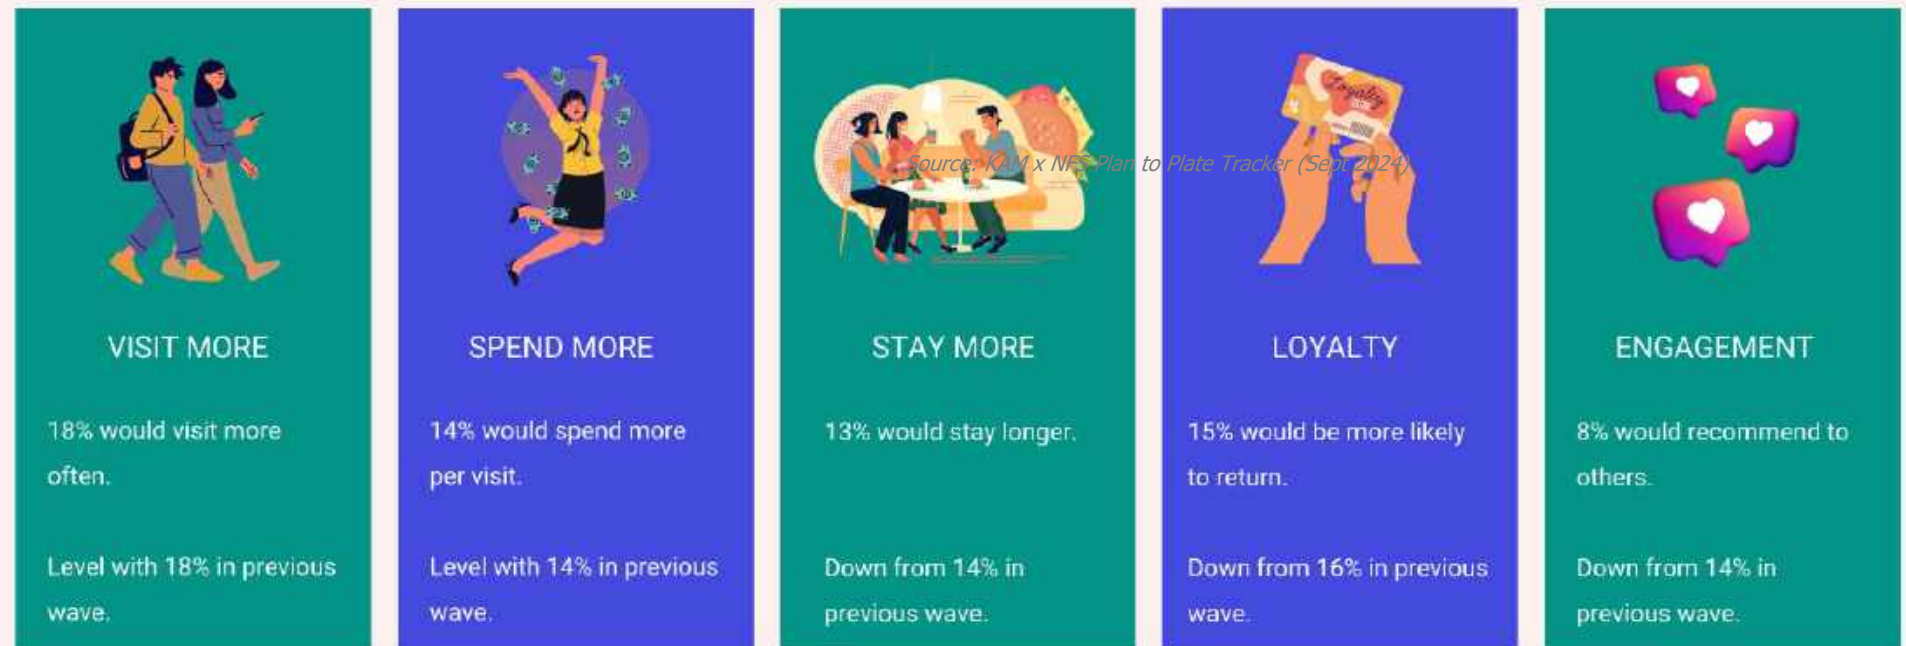 Loyalty
Source: KAM x NFS Plan to Plate Tracker (Sept 2024)
VISIT MORE
18% would visit more
often.
Level with 18% in previous
wave.
SPEND MORE
14% would spend more
per visit.
Level with 14% in previous
wave.
STAY MORE
13% would stay longer.
Down from 14% in
previous wave.
LOYALTY
15% would be more likely
to return.
Down from 16% in previous
wave.
ENGAGEMENT
8% would recommend to
others.
Down from 14% in
previous wave.